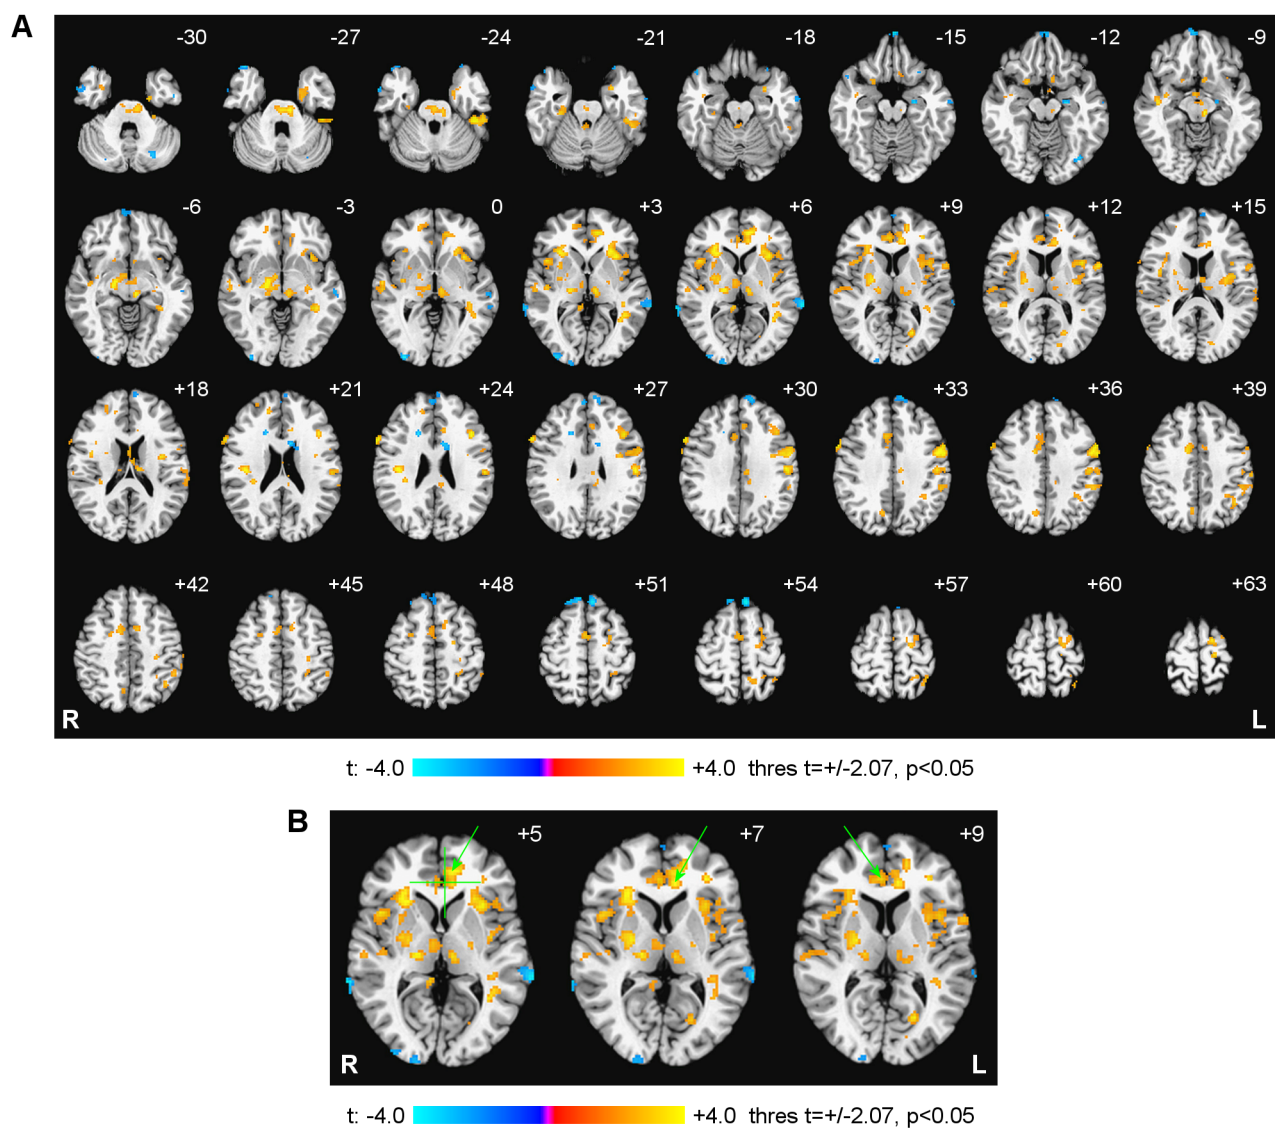 A
-30 -27 -24 -21 -18 -15 -12 -9
-6 -3 0 +3 +6 +9 +12 +15
+18 +21 +24 +27 +30 +33 +36 +39
+42 +45 +48 +51 +54 +57 +60 +63
R L
t: -4.0 +4.0 thres t=+/-2.07, p<0.05
B
+5 +7 +9
R L
t: -4.0 +4.0 thres t=+/-2.07, p<0.05